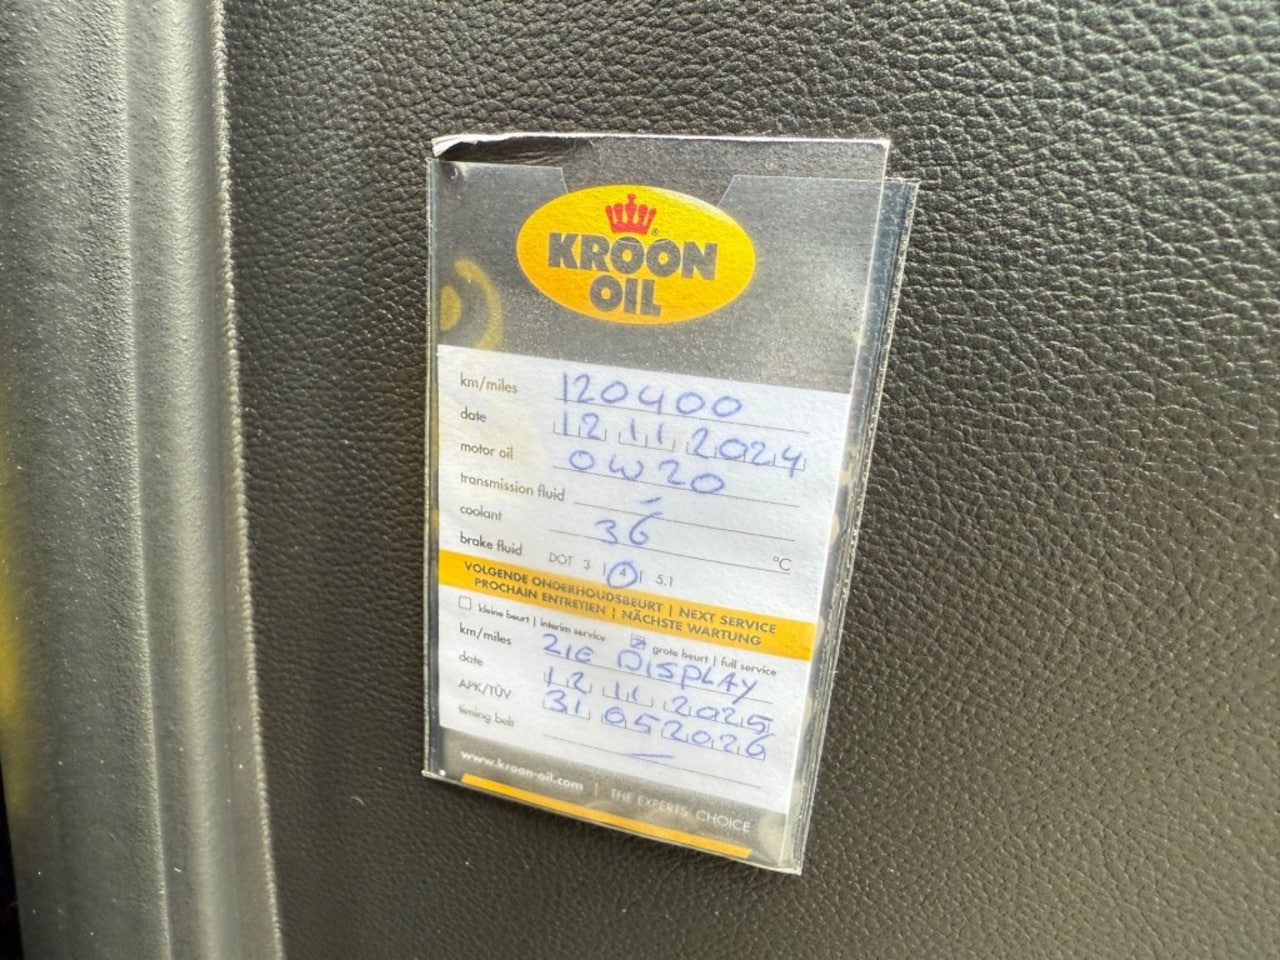 KROON
OIL
km/miles 120400
date 12 11 2024
motor oil 0W20
transmission fluid -
coolant 36 °C
brake fluid DOT 3 | 4 | 5.1
VOLGENDE ONDERHOUDSBEURT | NEXT SERVICE
PROCHAIN ENTRETIEN | NÄCHSTE WARTUNG
kleine beurt | interim service grote beurt | full service
km/miles ZIE DISPLAY
date 12 11 2025
APK/TÜV 31 05 2026
timing belt —
www.kroon-oil.com | THE EXPERTS' CHOICE